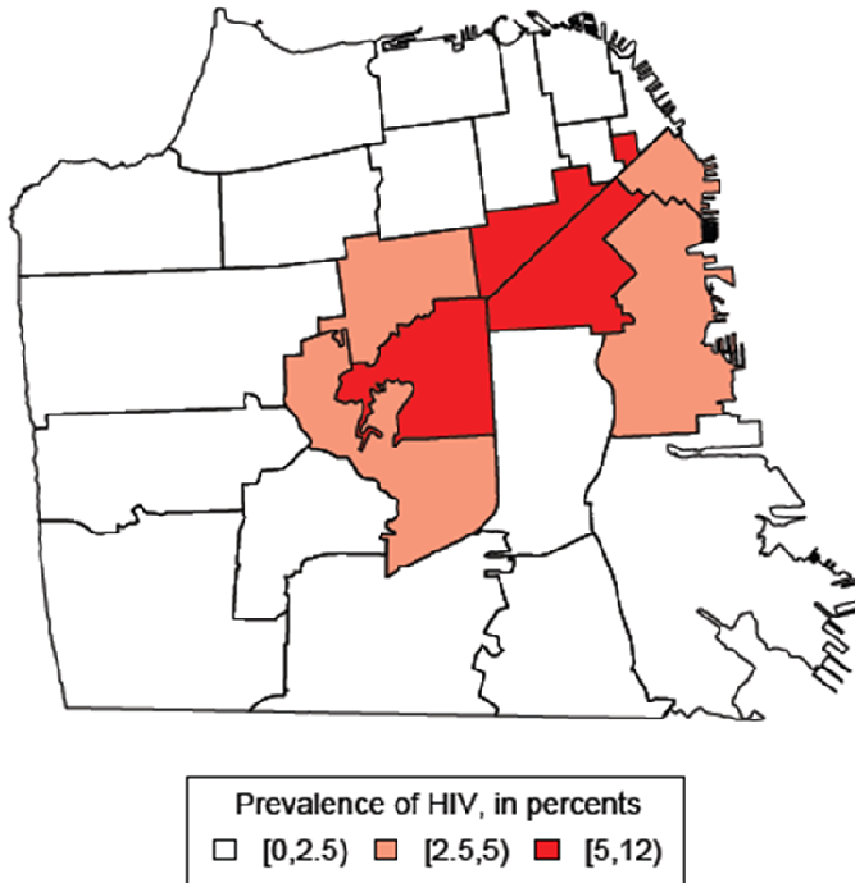 Prevalence of HIV, in percents
[0,2.5) [2.5,5) [5,12)